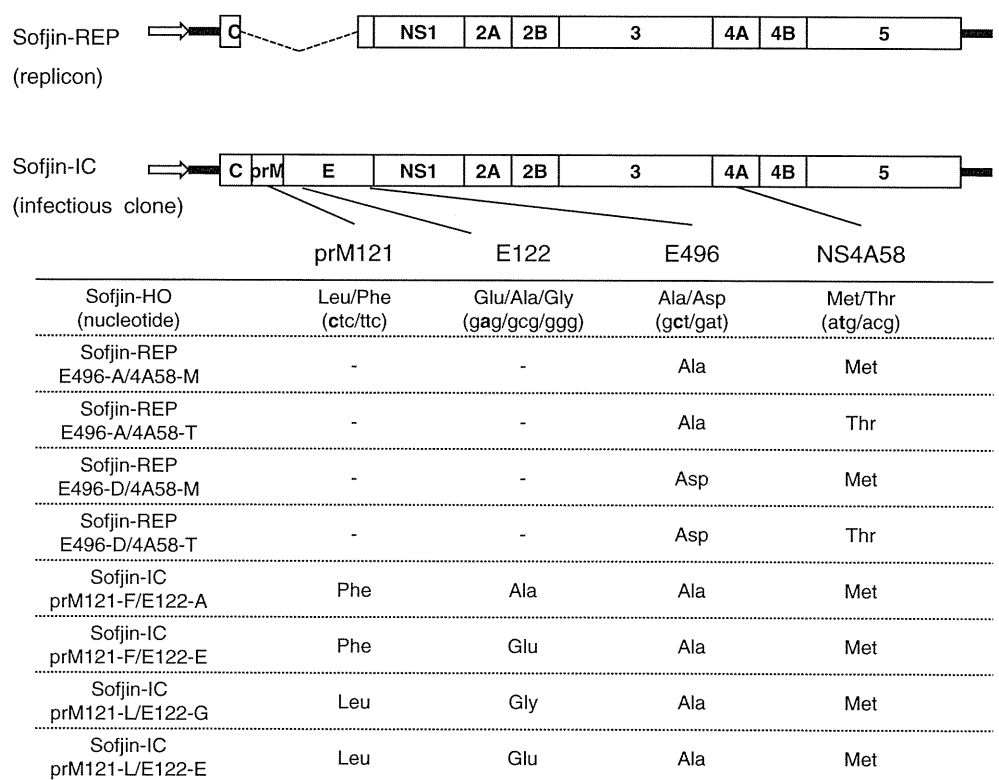 Sofjin-REP
(replicon)
C NS1 2A 2B 3 4A 4B 5
Sofjin-IC
(infectious clone)
C prM E NS1 2A 2B 3 4A 4B 5
prM121 E122 E496 NS4A58
Sofjin-HO Leu/Phe Glu/Ala/Gly Ala/Asp Met/Thr
(nucleotide) (ctc/ttc) (gag/gcg/ggg) (gct/gat) (atg/acg)
Sofjin-REP
E496-A/4A58-M - - Ala Met
Sofjin-REP
E496-A/4A58-T - - Ala Thr
Sofjin-REP
E496-D/4A58-M - - Asp Met
Sofjin-REP
E496-D/4A58-T - - Asp Thr
Sofjin-IC
prM121-F/E122-A Phe Ala Ala Met
Sofjin-IC
prM121-F/E122-E Phe Glu Ala Met
Sofjin-IC
prM121-L/E122-G Leu Gly Ala Met
Sofjin-IC
prM121-L/E122-E Leu Glu Ala Met